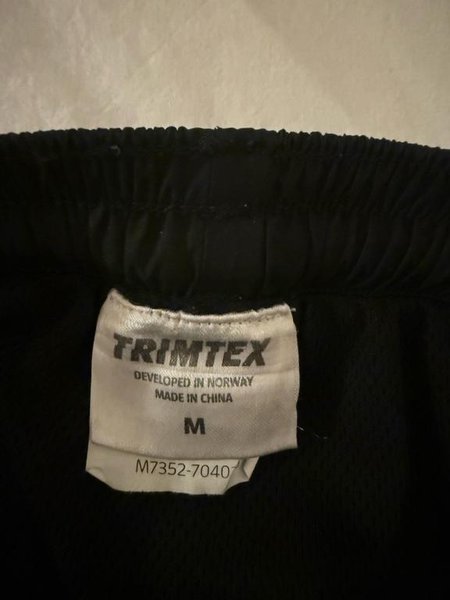 TRIMTEX
DEVELOPED IN NORWAY
MADE IN CHINA
M
M7352-7040